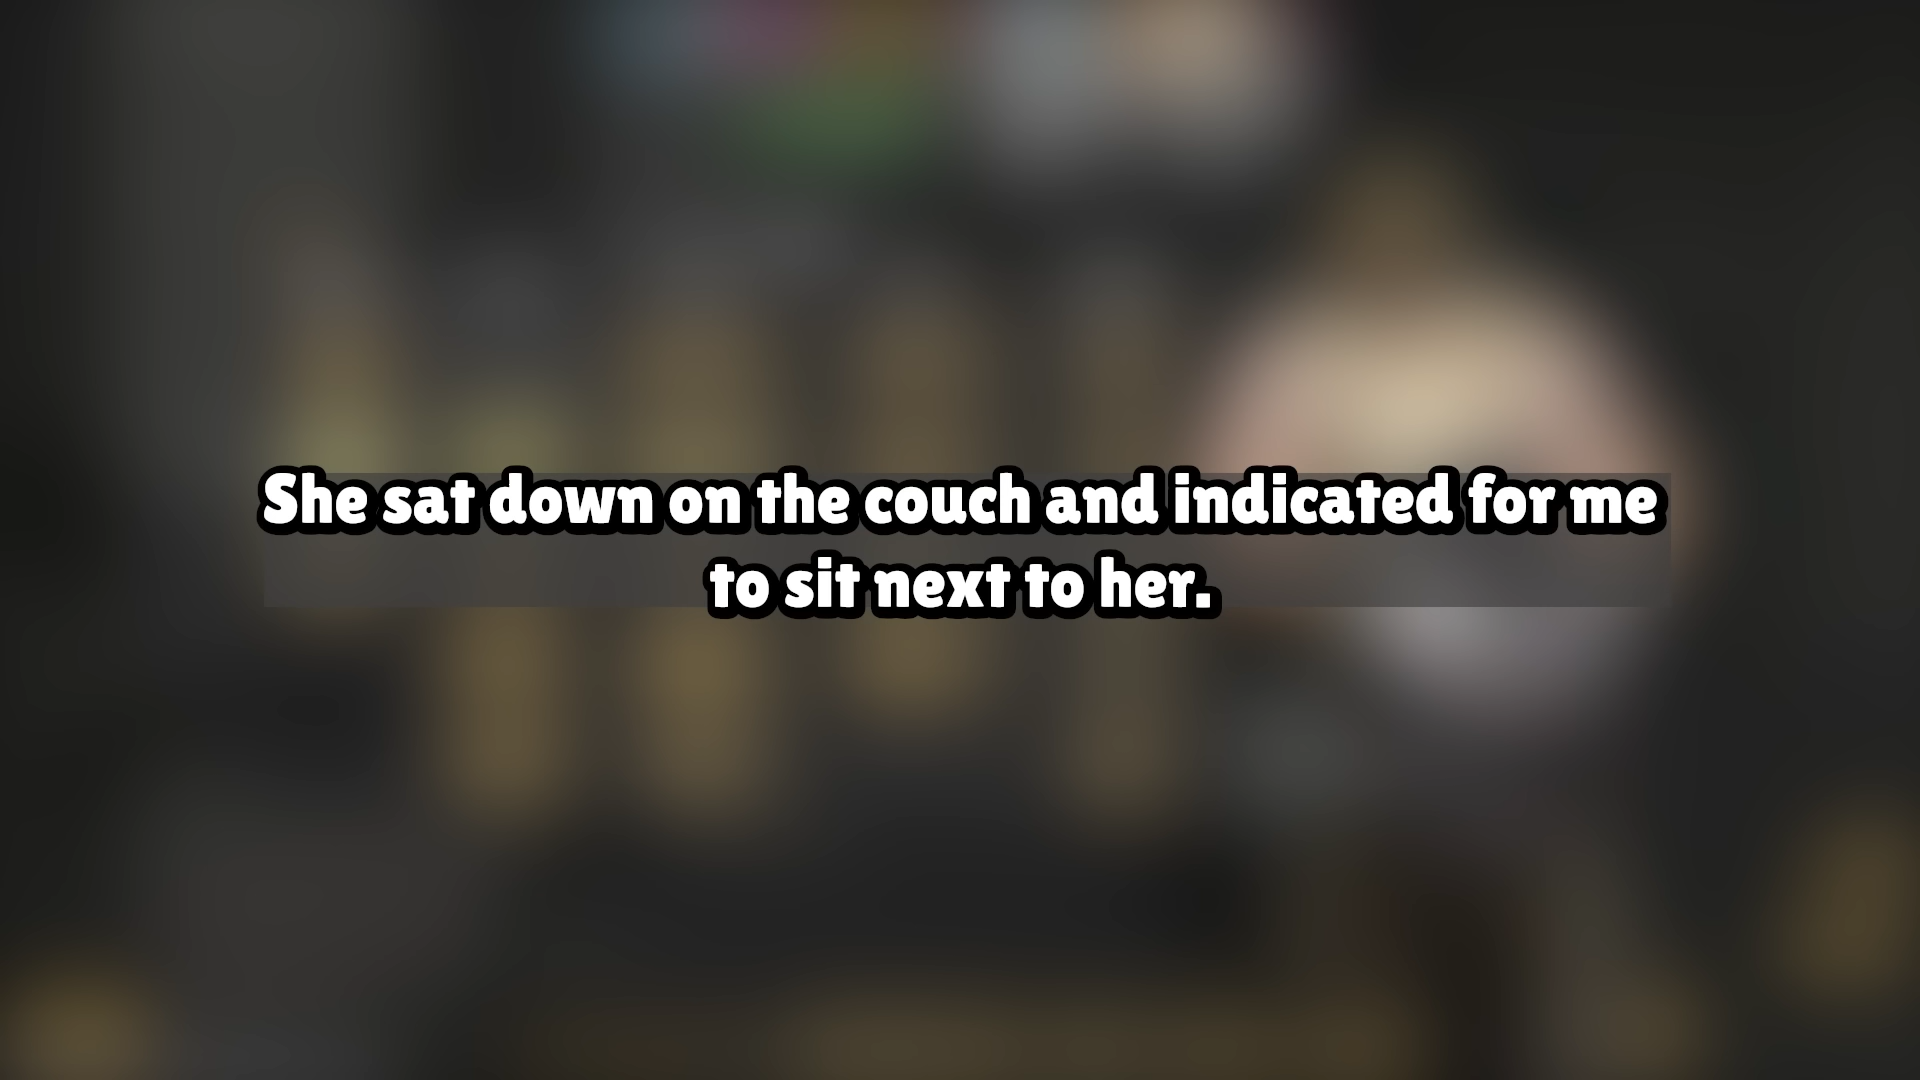 She sat down on the couch and indicated for me
to sit next to her.